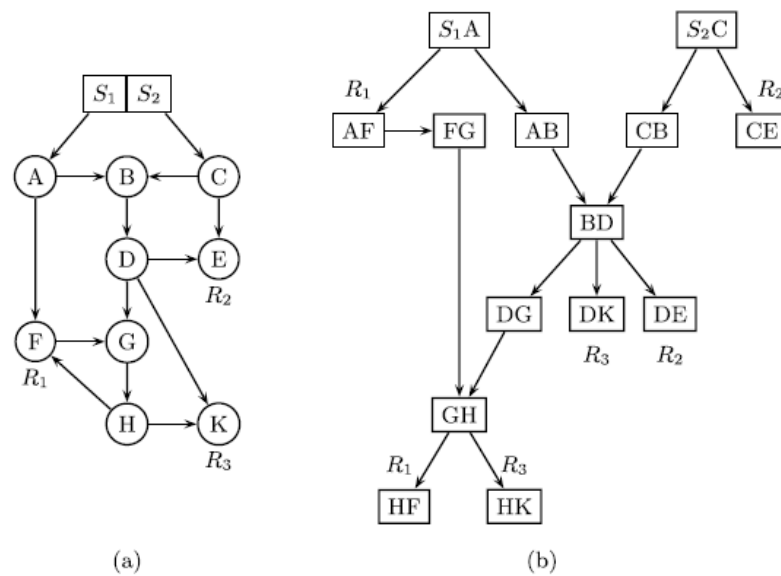 S₁ S₂
A B C
D E
R₂
F G
R₁
H K
R₃
(a)
S₁A S₂C
R₁ R₂
AF FG AB CB CE
BD
DG DK DE
R₃ R₂
GH
R₁ R₃
HF HK
(b)